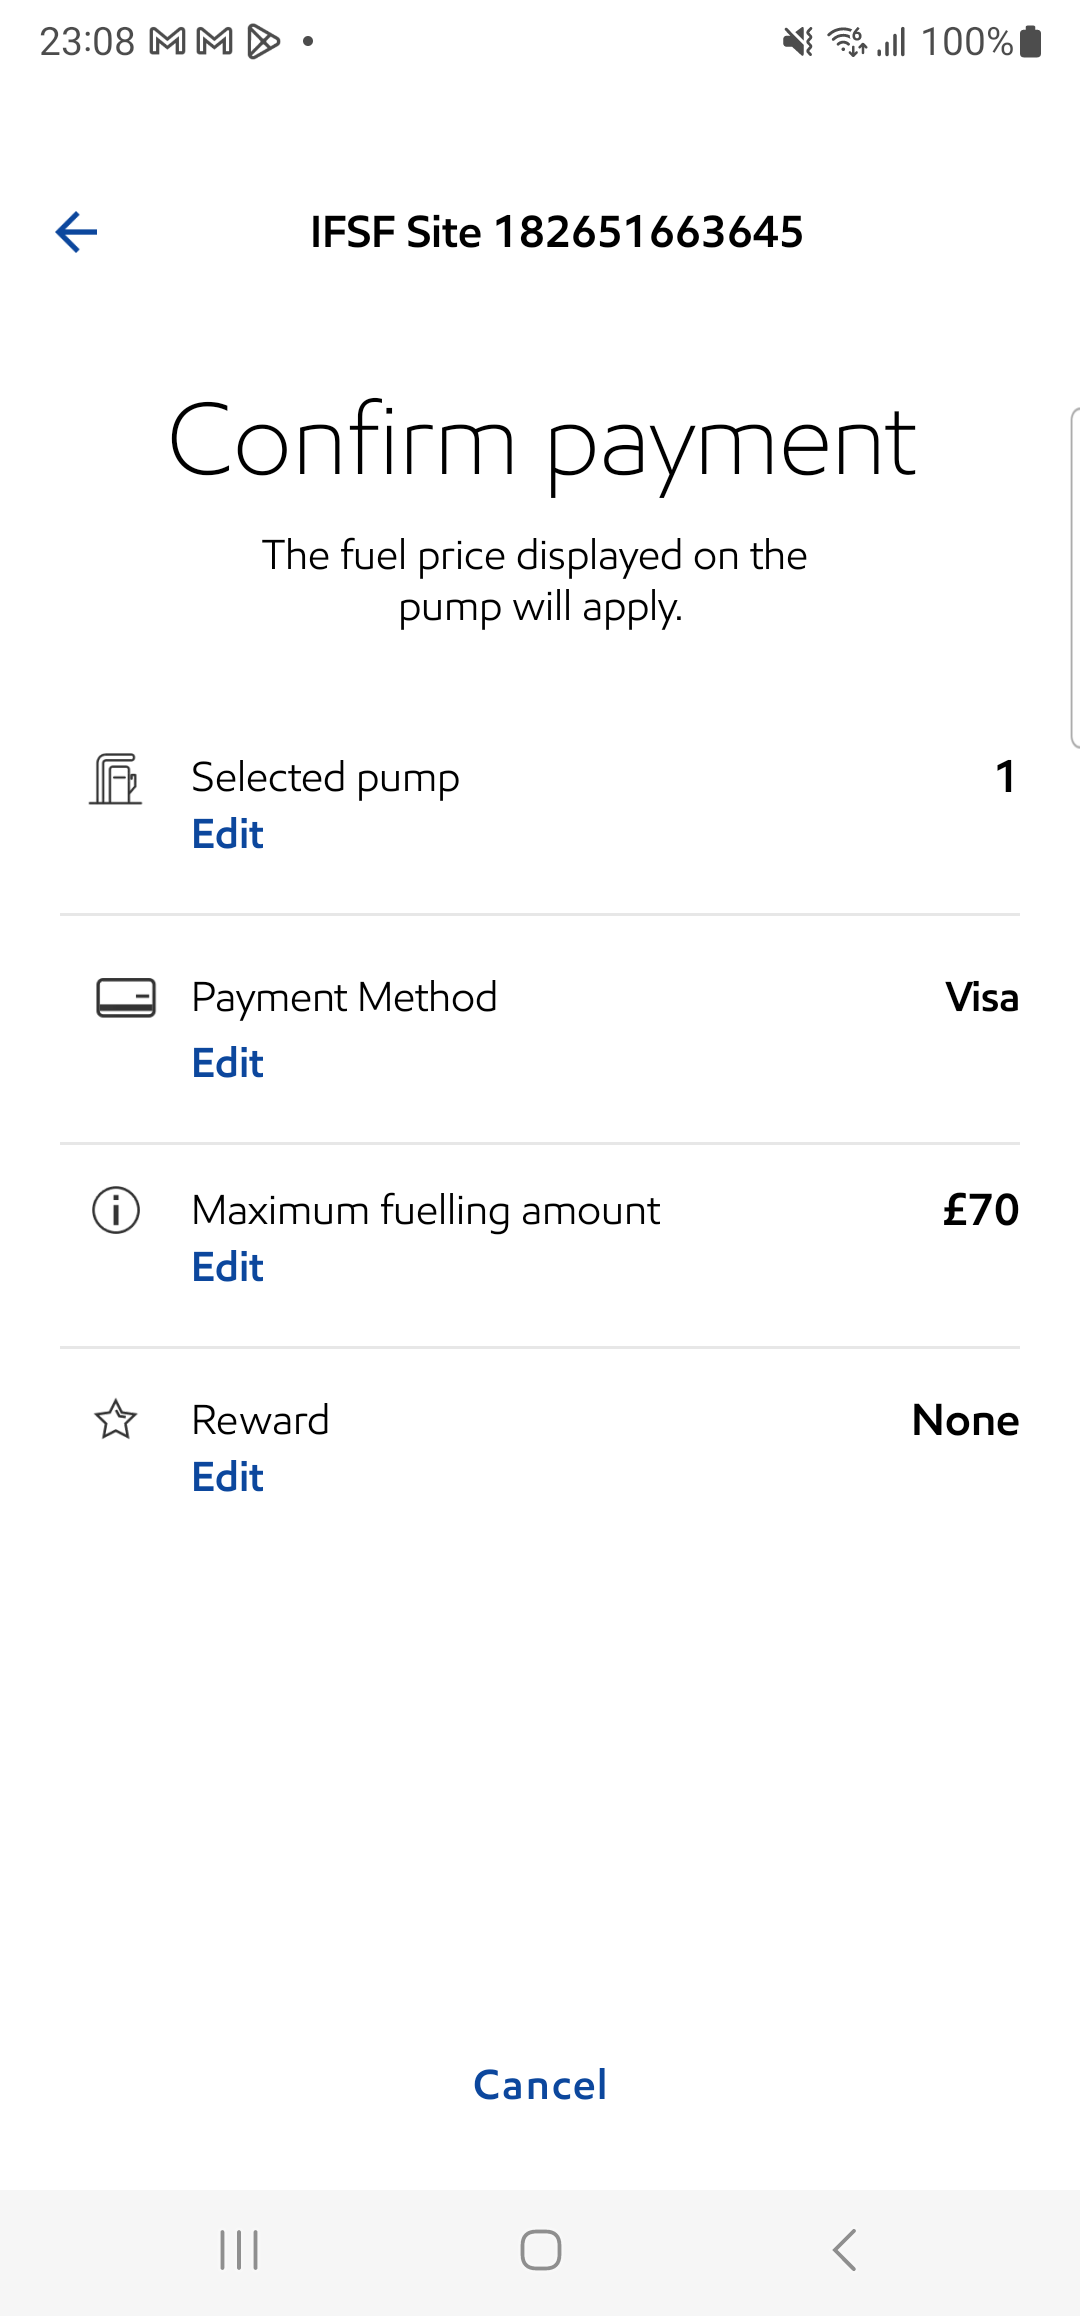 23:08
100%
IFSF Site 182651663645
Confirm payment
The fuel price displayed on the
pump will apply.
Selected pump 1
Edit
Payment Method Visa
Edit
Maximum fuelling amount £70
Edit
Reward None
Edit
Cancel